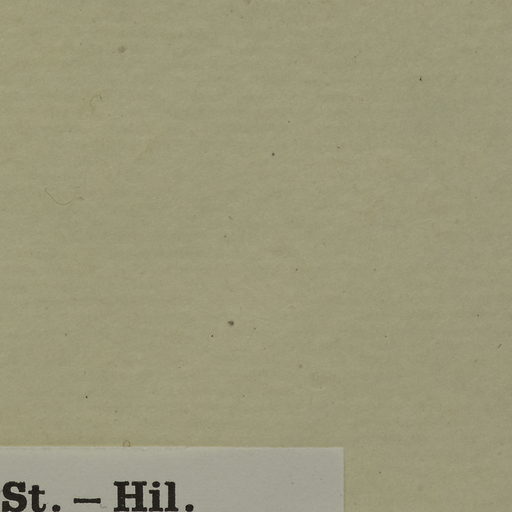 St. – Hil.